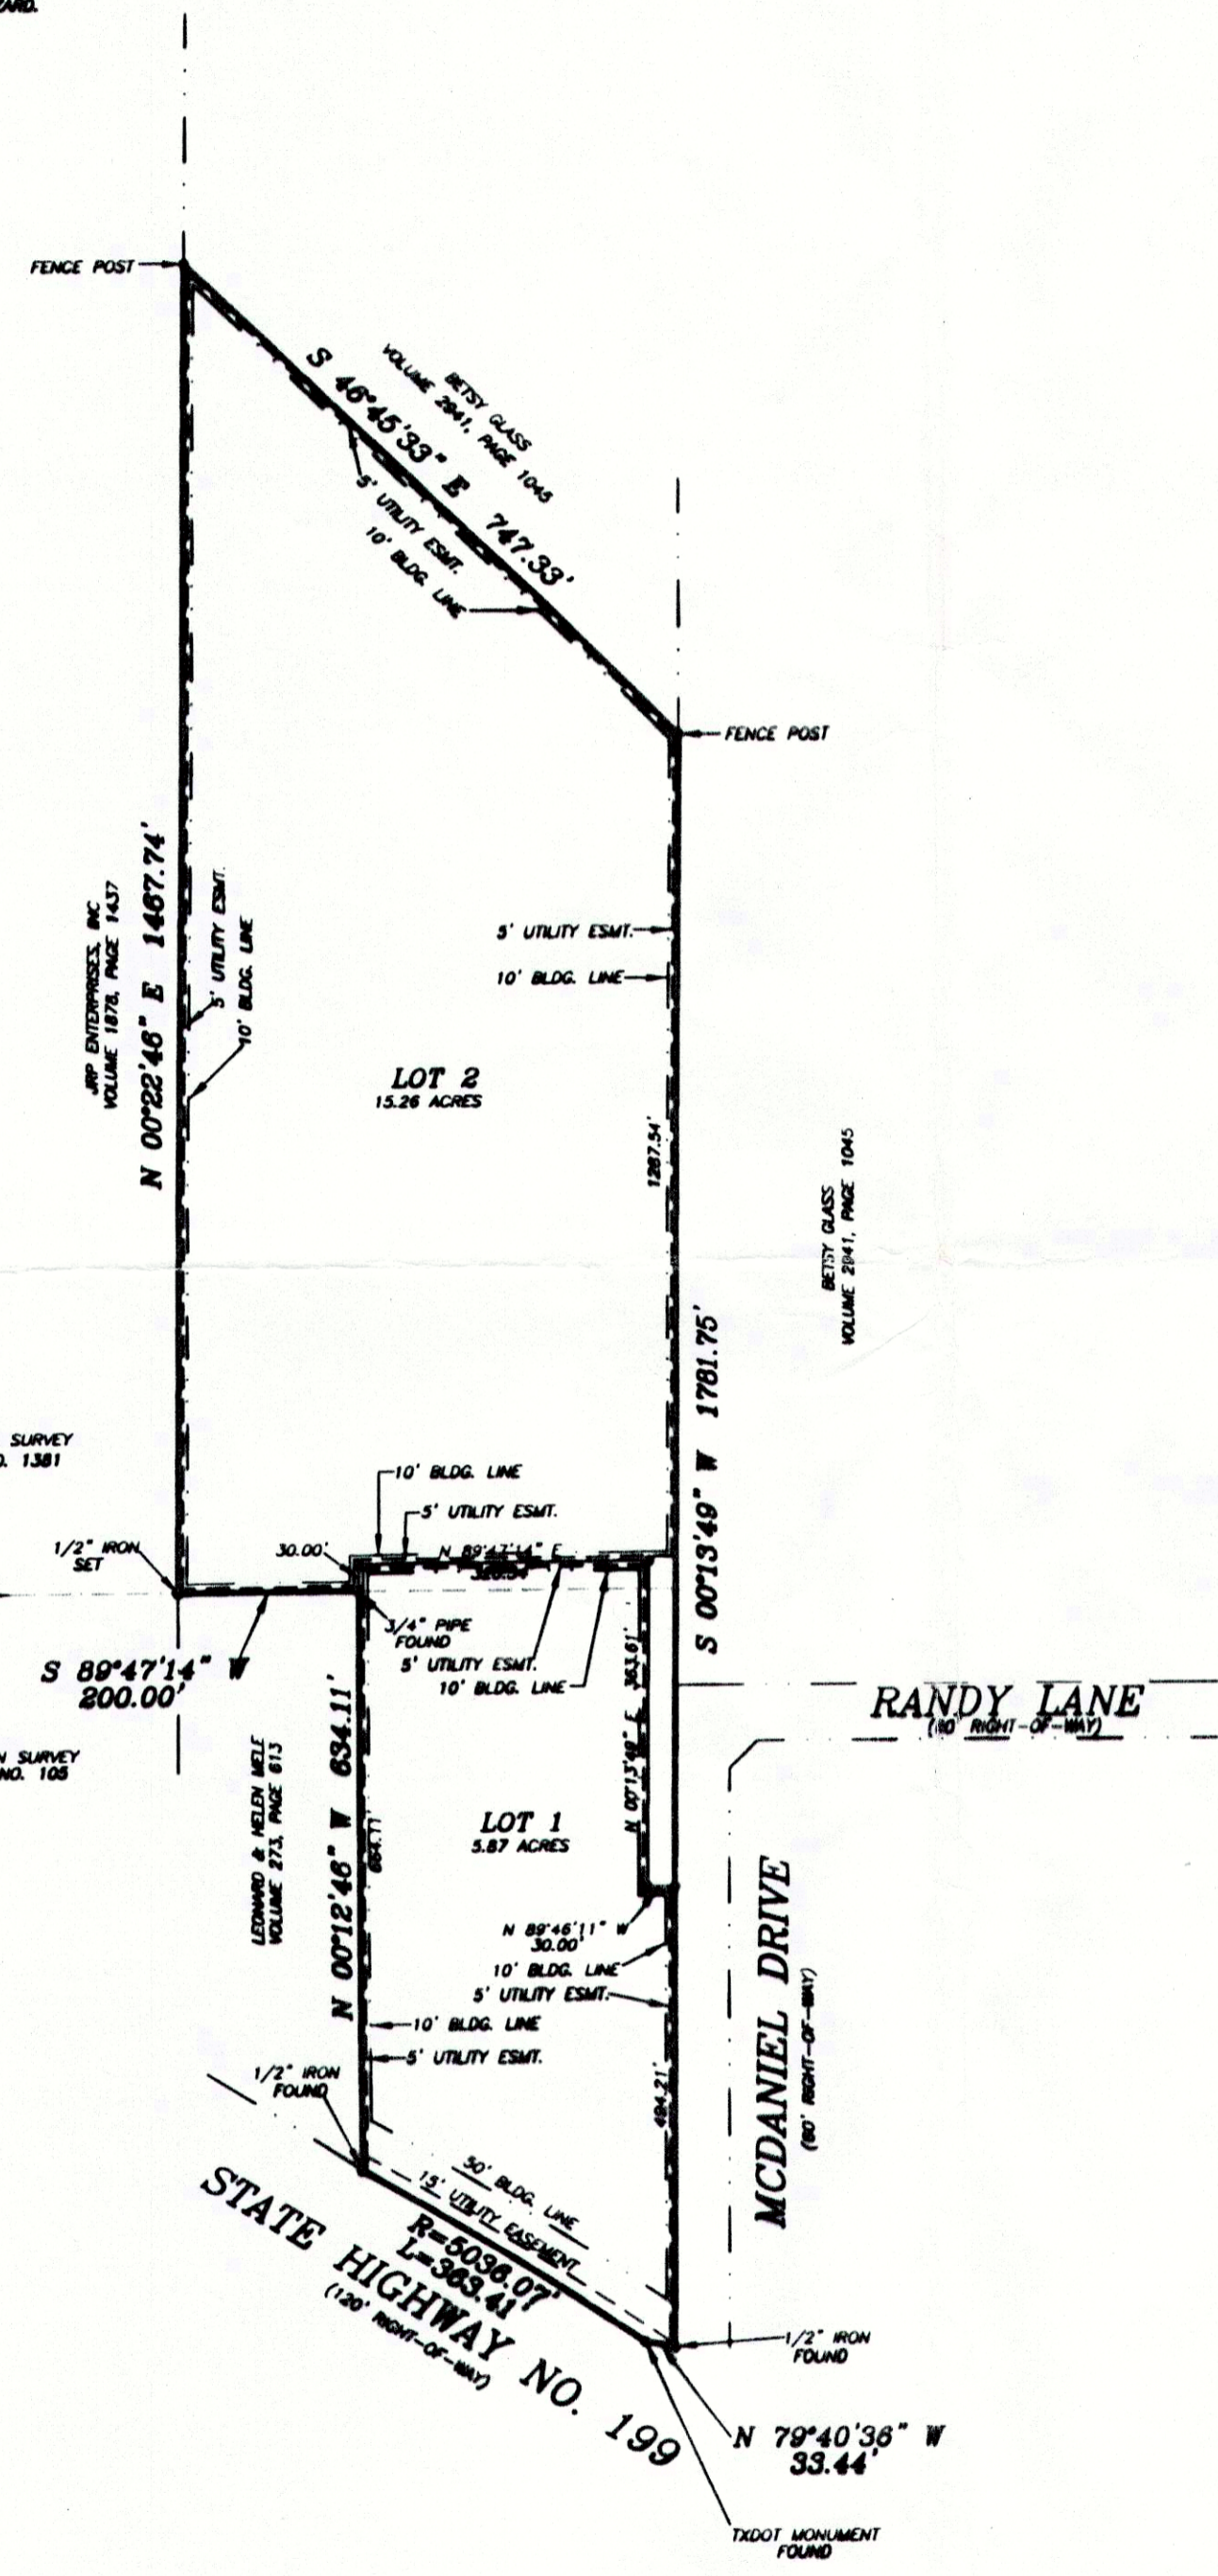 FENCE POST
S 46°45'33" E 747.33'
BETSY GLASS
VOLUME 2941, PAGE 1045
5' UTILITY ESMT.
10' BLDG. LINE
FENCE POST
JRP ENTERPRISES, INC
VOLUME 1878, PAGE 1437
N 00°22'46" E 1467.74'
5' UTILITY ESMT.
10' BLDG. LINE
5' UTILITY ESMT.
10' BLDG. LINE
LOT 2
15.26 ACRES
1287.54'
BETSY GLASS
VOLUME 2941, PAGE 1045
S 00°13'49" W 1781.75'
SURVEY
1381
10' BLDG. LINE
5' UTILITY ESMT.
1/2" IRON
SET
30.00'
N 89°47'14" E
3/4" PIPE
FOUND
5' UTILITY ESMT.
10' BLDG. LINE
S 89°47'14" W
200.00'
N 00°13'49" E 363.61'
RANDY LANE
RIGHT-OF-WAY)
SURVEY
NO. 105
LEONARD & HELEN MELE
VOLUME 273, PAGE 613
N 00°12'46" W 634.11'
664.11'
LOT 1
5.87 ACRES
N 89°46'11" W
30.00'
10' BLDG. LINE
5' UTILITY ESMT.
MCDANIEL DRIVE
(60' RIGHT-OF-WAY)
10' BLDG. LINE
5' UTILITY ESMT.
1/2" IRON
FOUND
494.21'
50' BLDG. LINE
15' UTILITY EASEMENT
R=5036.07'
L=363.41'
STATE HIGHWAY NO. 199
(120' RIGHT-OF-WAY)
1/2" IRON
FOUND
N 79°40'36" W
33.44'
TXDOT MONUMENT
FOUND